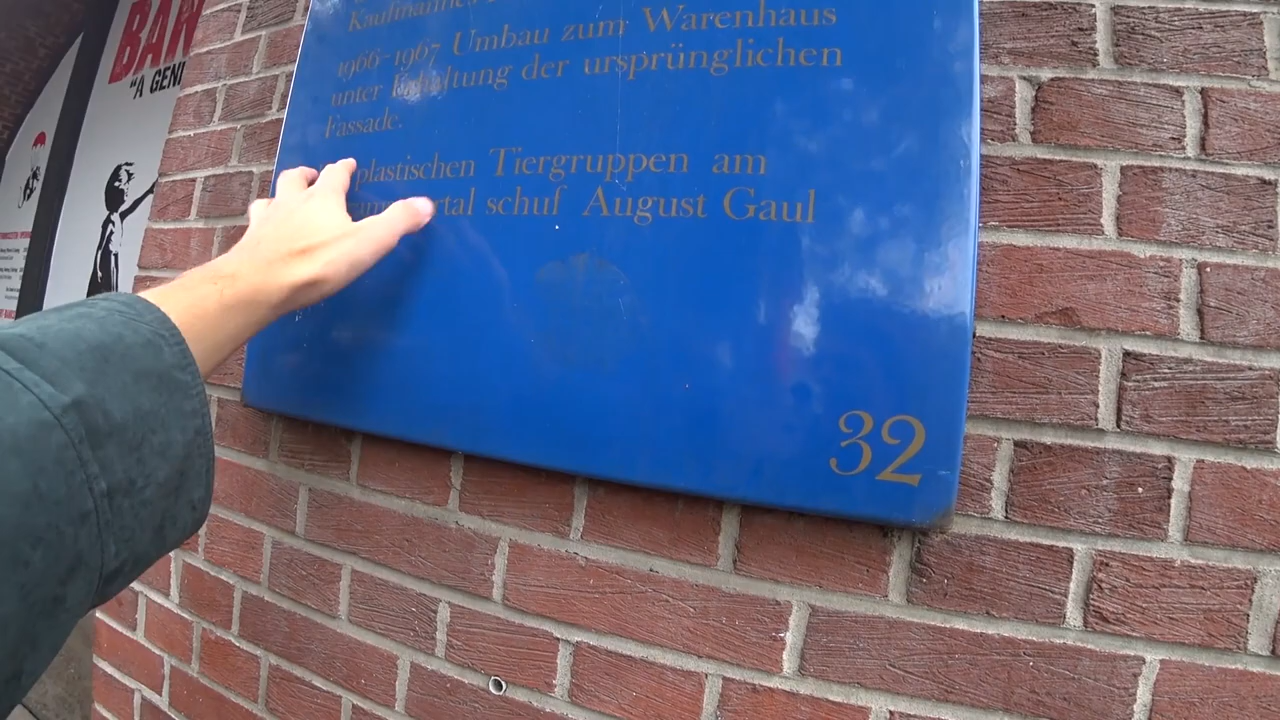 BAN
"A GENI
Kaufmannes
1966-1967 Umbau zum Warenhaus
unter Erhaltung der ursprünglichen
Fassade.
plastischen Tiergruppen am
schuf August Gaul
32